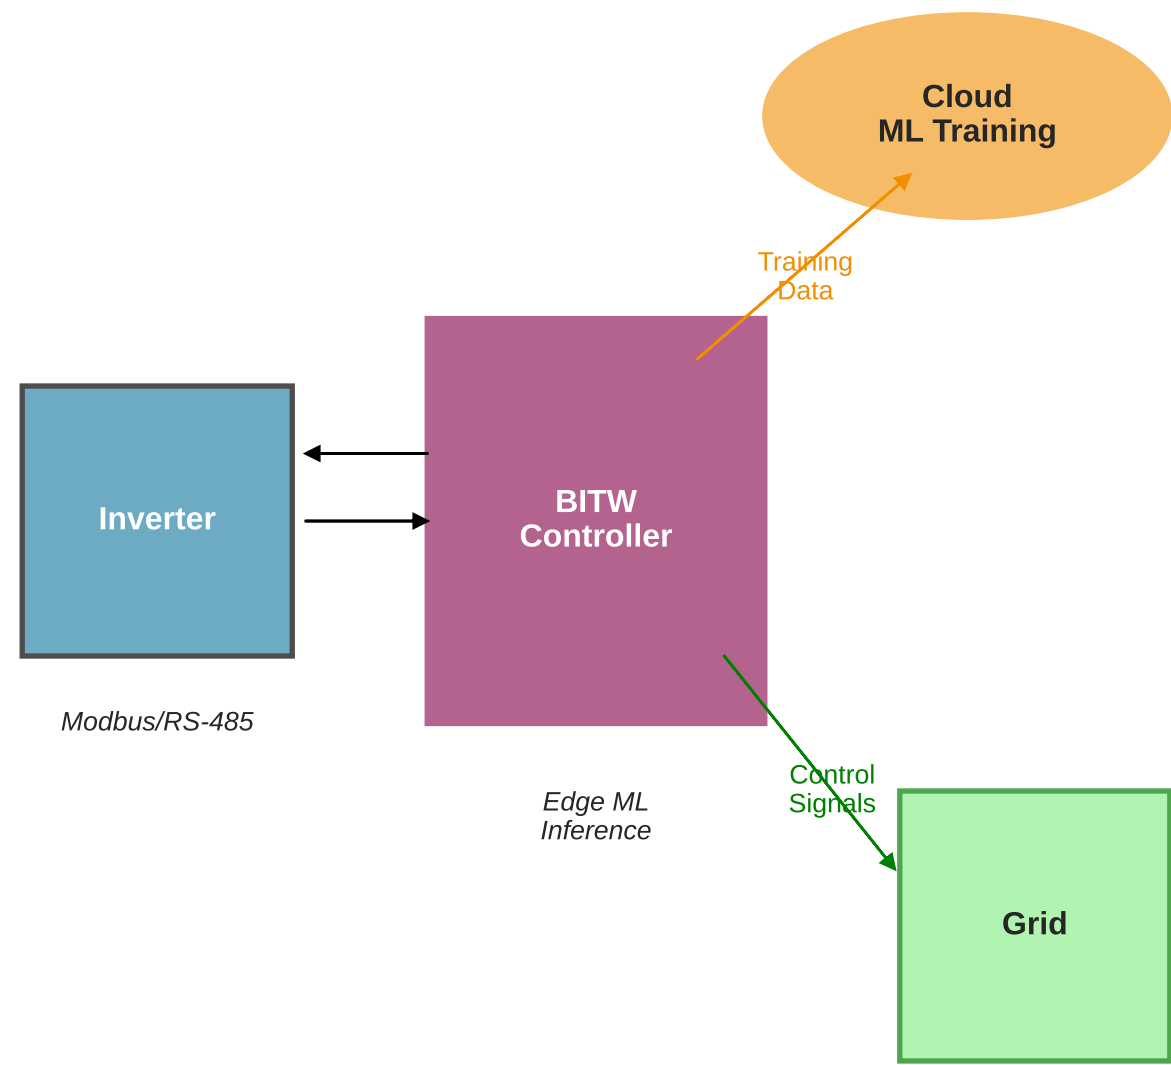 Cloud
ML Training
Training
Data
BITW
Controller
Inverter
Modbus/RS-485
Edge ML
Inference
Control
Signals
Grid